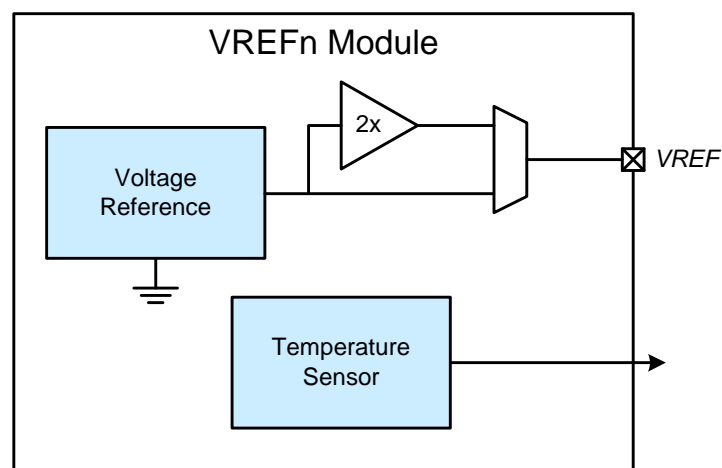 VREFn Module
2x
VREF
Voltage
Reference
Temperature
Sensor